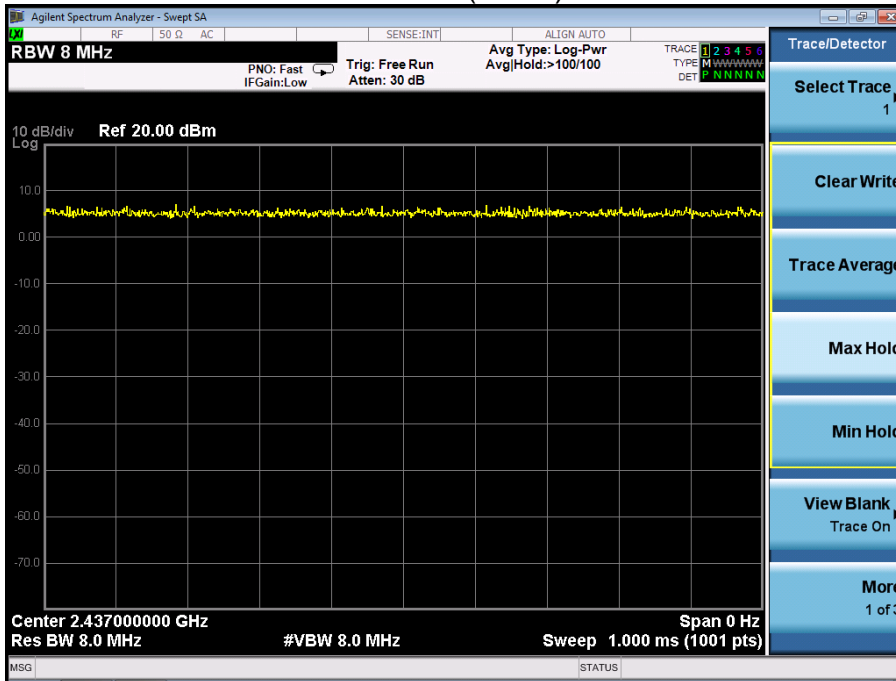 Agilent Spectrum Analyzer - Swept SA
LXI RF 50 Ω AC SENSE:INT ALIGN AUTO
RBW 8 MHz
PNO: Fast
IFGain:Low
Trig: Free Run
Atten: 30 dB
Avg Type: Log-Pwr
Avg|Hold:>100/100
TRACE 1 2 3 4 5 6
TYPE M
DET P N N N N N
10 dB/div Ref 20.00 dBm
Log
10.0
0.00
-10.0
-20.0
-30.0
-40.0
-50.0
-60.0
-70.0
Center 2.437000000 GHz Span 0 Hz
Res BW 8.0 MHz #VBW 8.0 MHz Sweep 1.000 ms (1001 pts)
MSG STATUS
Trace/Detector
Select Trace
1
Clear Write
Trace Average
Max Hold
Min Hold
View Blank
Trace On
More
1 of 3